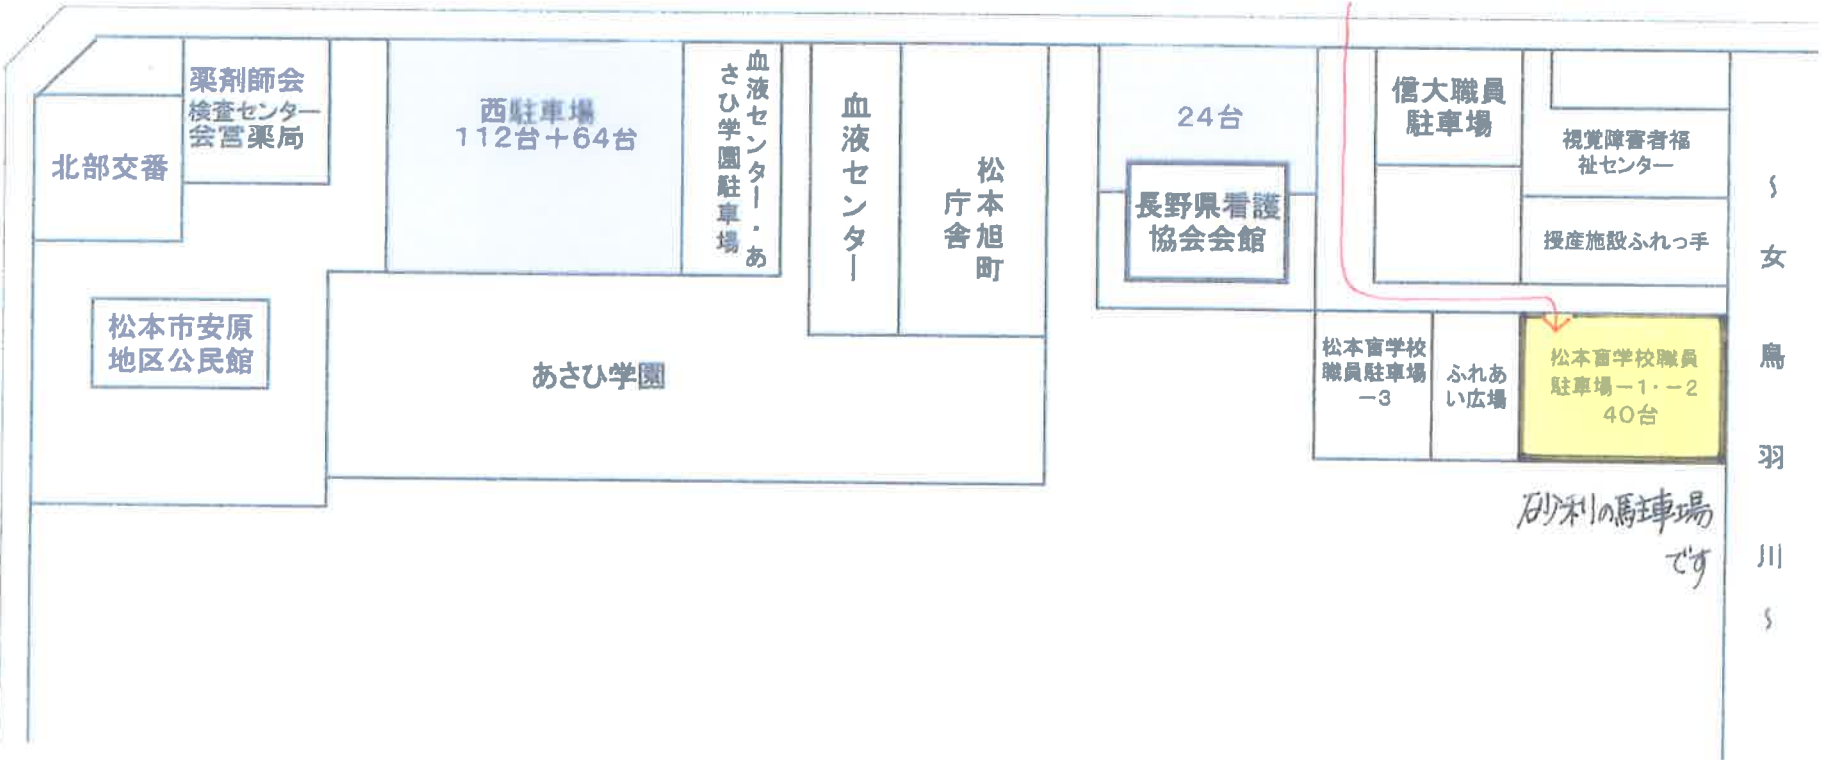 北部交番
薬剤師会
検査センター
会営薬局
松本市安原
地区公民館
西駐車場
112台＋64台
血液センター・あ
さひ学園駐車場
血液センター
松本旭町
庁舎
あさひ学園
24台
長野県看護
協会会館
信大職員
駐車場
視覚障害者福
祉センター
授産施設ふれっ手
松本盲学校
職員駐車場
－3
ふれあ
い広場
松本盲学校職員
駐車場－1・－2
40台
砂利の駐車場
です
～女鳥羽川～